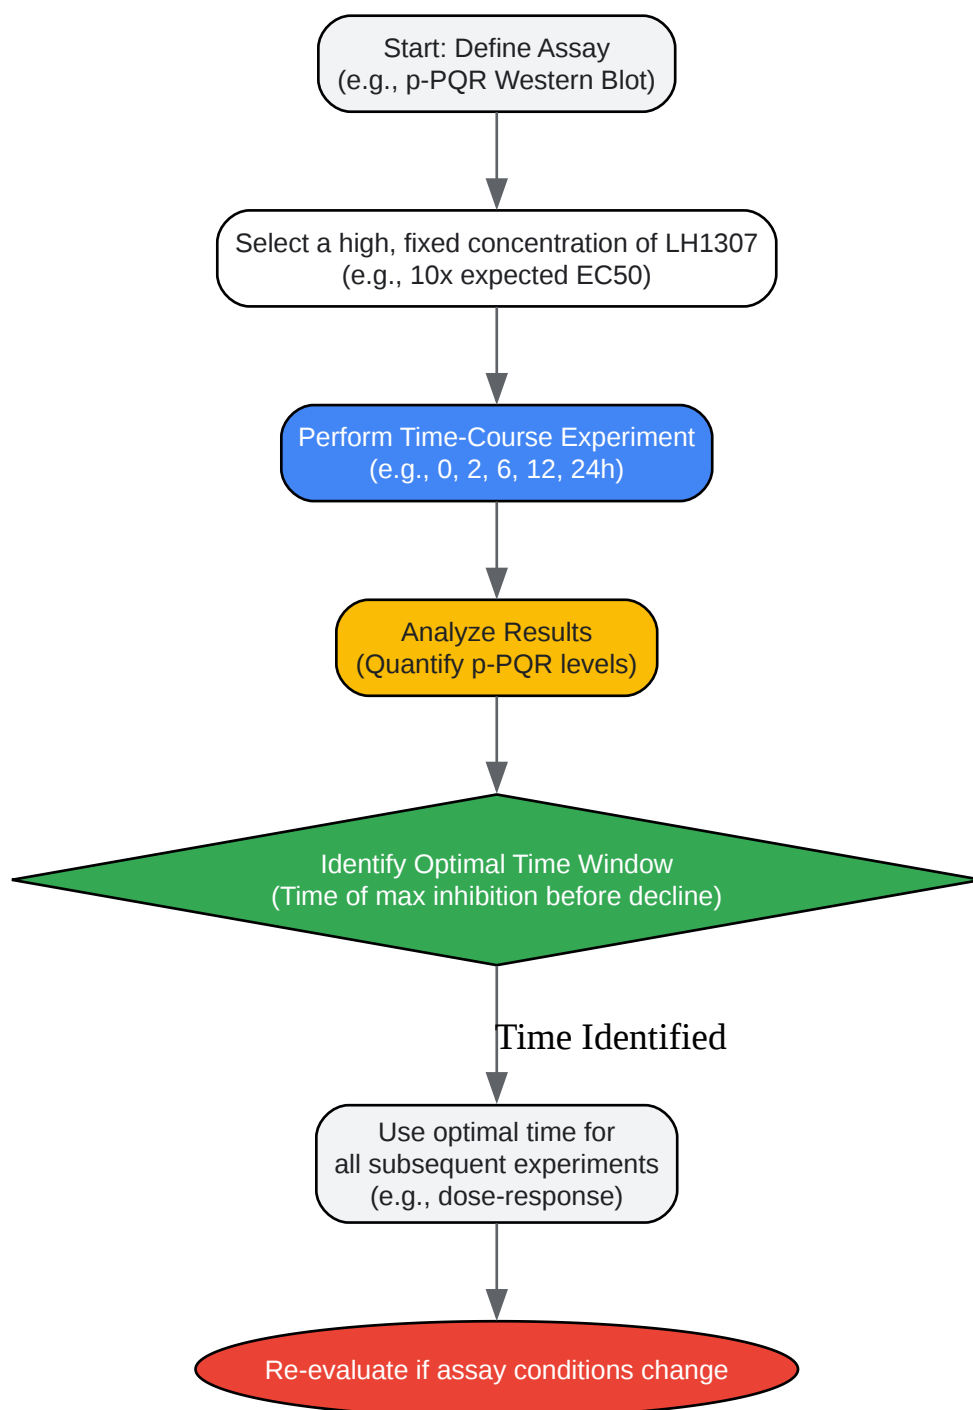 Start: Define Assay
(e.g., p-PQR Western Blot)
Select a high, fixed concentration of LH1307
(e.g., 10x expected EC50)
Perform Time-Course Experiment
(e.g., 0, 2, 6, 12, 24h)
Analyze Results
(Quantify p-PQR levels)
Identify Optimal Time Window
(Time of max inhibition before decline)
Time Identified
Use optimal time for
all subsequent experiments
(e.g., dose-response)
Re-evaluate if assay conditions change